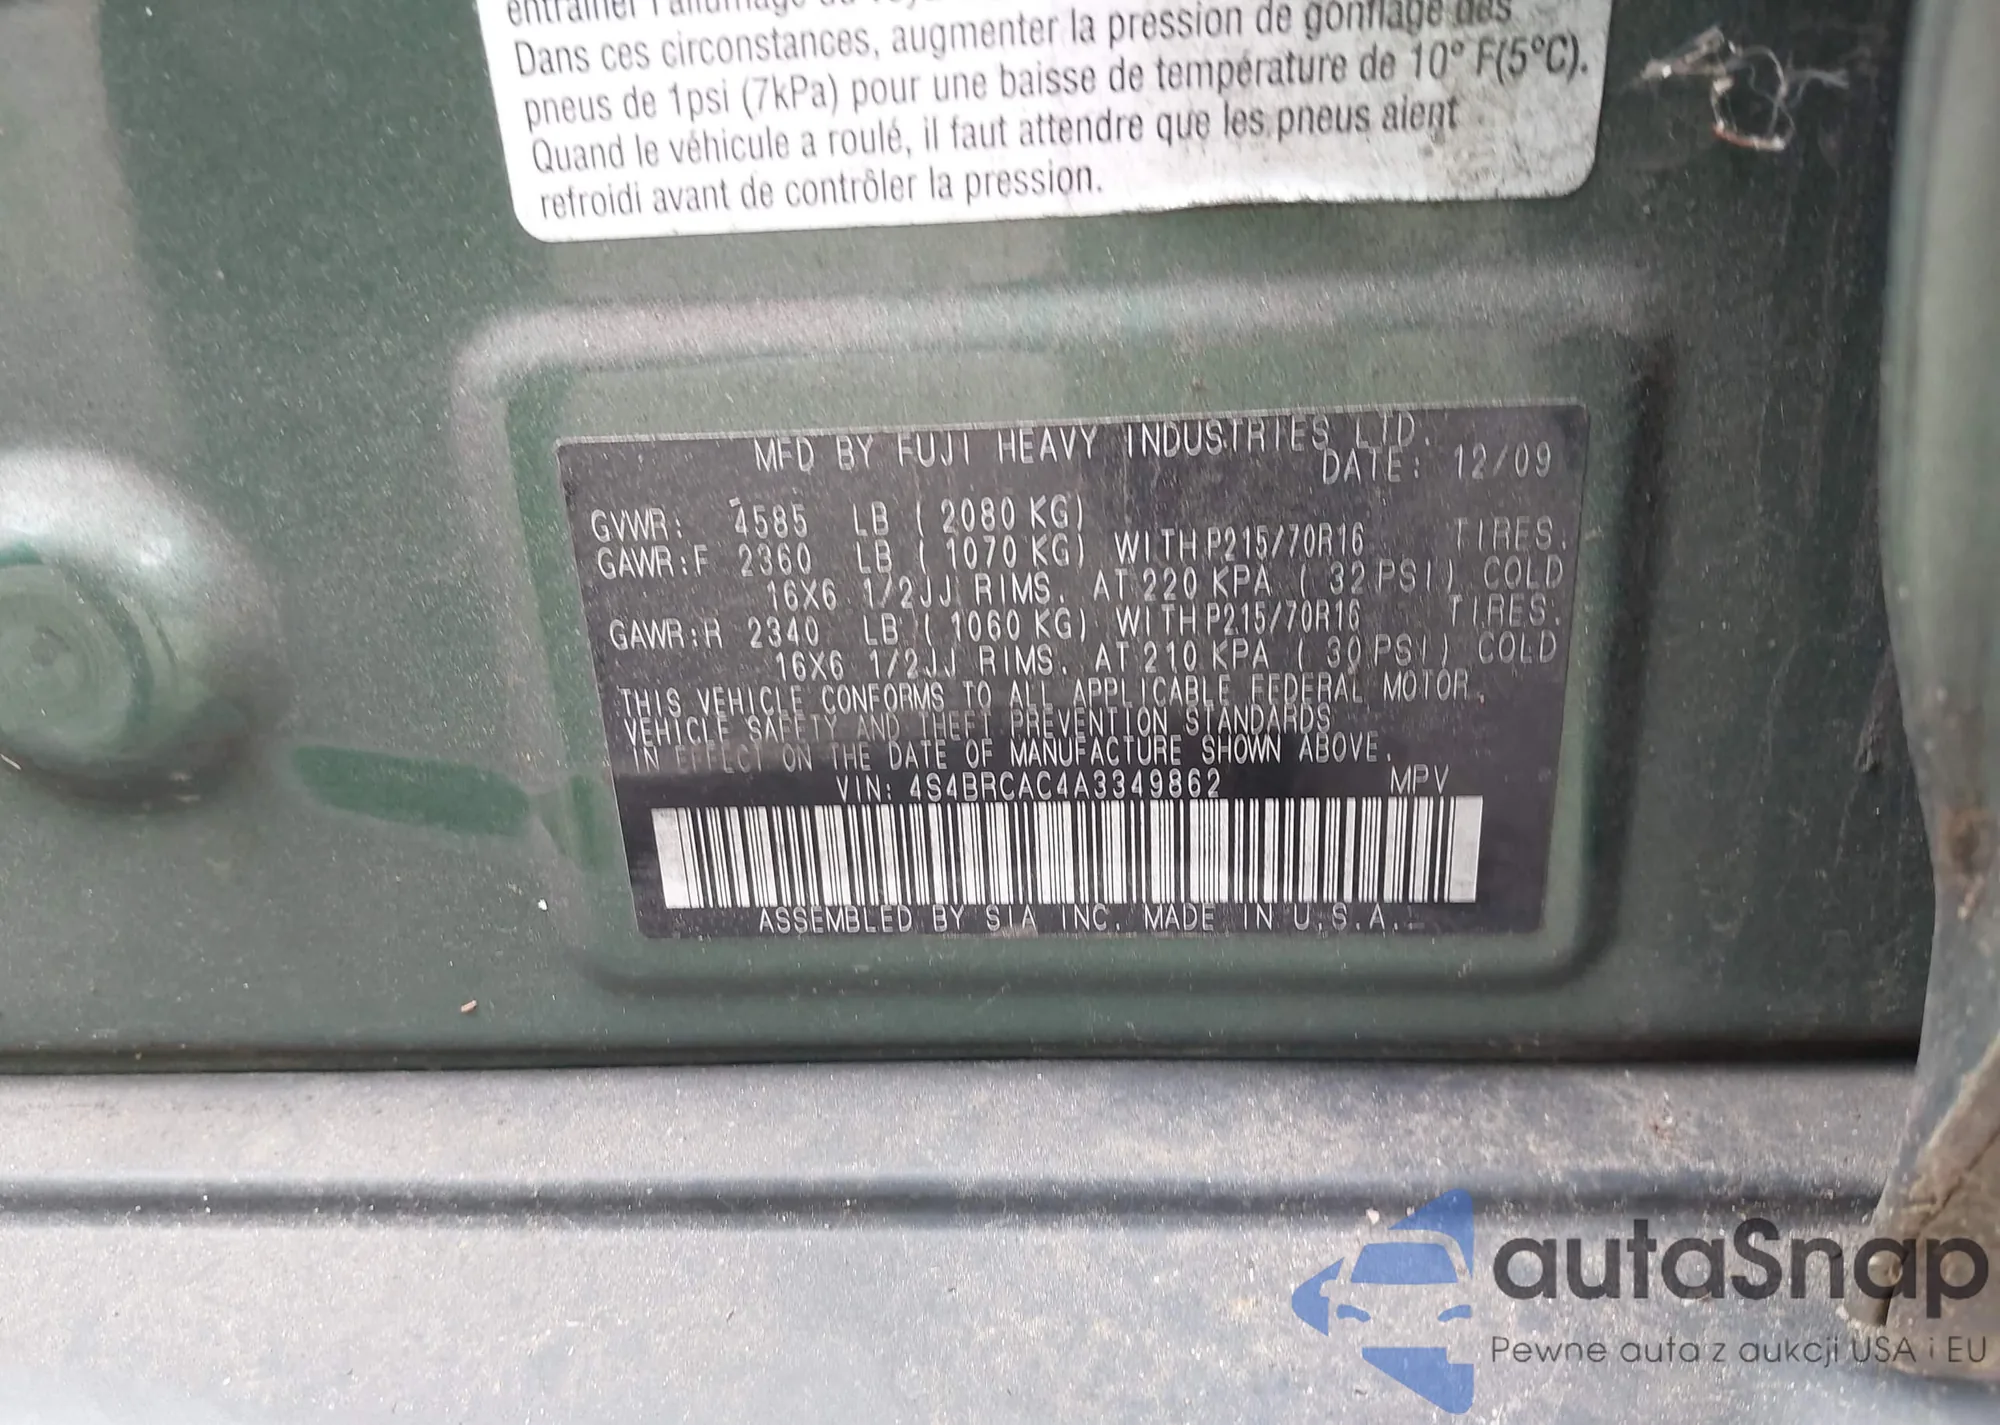 entraîner l'allumage du
Dans ces circonstances, augmenter la pression de gonflage des
pneus de 1psi (7kPa) pour une baisse de température de 10° F(5°C).
Quand le véhicule a roulé, il faut attendre que les pneus aient
refroidi avant de contrôler la pression.
MFD BY FUJI HEAVY INDUSTRIES LTD.
DATE: 12/09
GVWR: 4585 LB ( 2080 KG)
GAWR:F 2360 LB ( 1070 KG) WITH P215/70R16 TIRES.
16X6 1/2JJ RIMS. AT 220 KPA ( 32 PSI) COLD
GAWR:R 2340 LB ( 1060 KG) WITH P215/70R16 TIRES.
16X6 1/2JJ RIMS. AT 210 KPA ( 30 PSI) COLD
THIS VEHICLE CONFORMS TO ALL APPLICABLE FEDERAL MOTOR
VEHICLE SAFETY AND THEFT PREVENTION STANDARDS
IN EFFECT ON THE DATE OF MANUFACTURE SHOWN ABOVE.
VIN: 4S4BRCAC4A3349862 MPV
ASSEMBLED BY SIA INC. MADE IN U.S.A.
autaSnap
Pewne auta z aukcji USA i EU